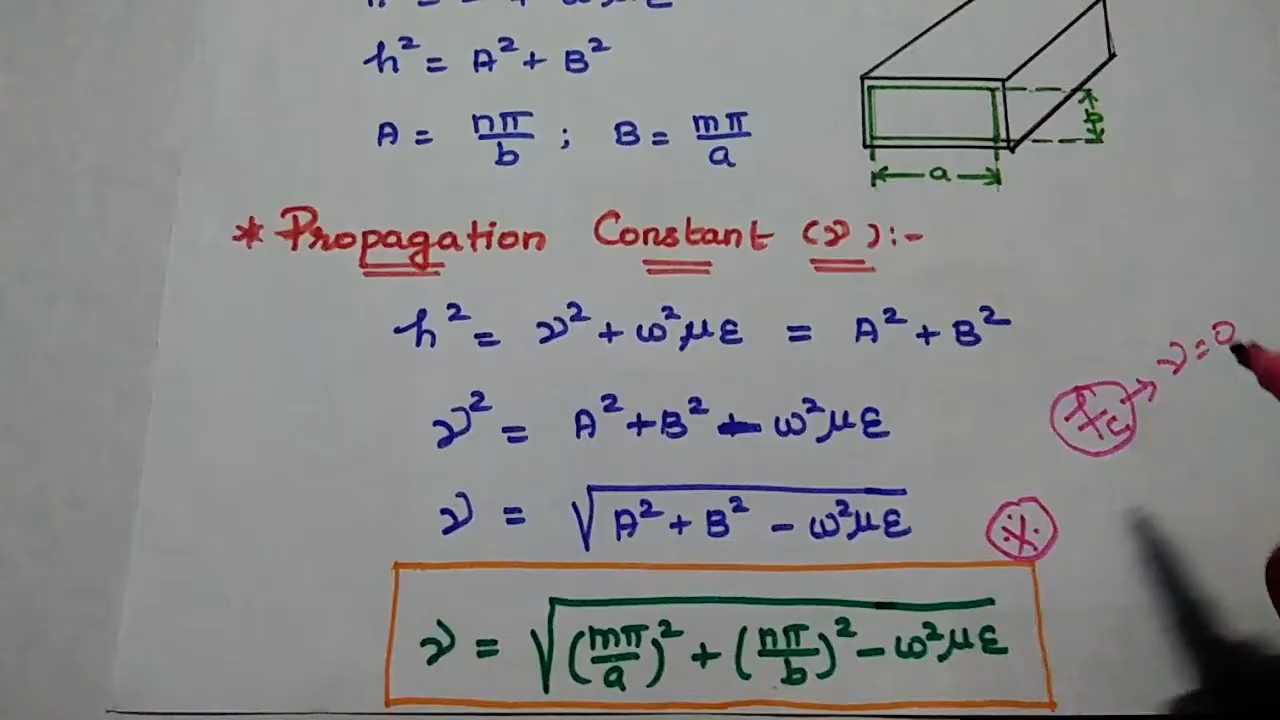 h² = A² + B²
A = nπ/b ; B = mπ/a
b
a
* Propagation Constant (γ) :-
h² = γ² + ω²με = A² + B²
γ = 0
fc →
γ² = A² + B² - ω²με
γ = √(A² + B² - ω²με)
γ = √((mπ/a)² + (nπ/b)² - ω²με)